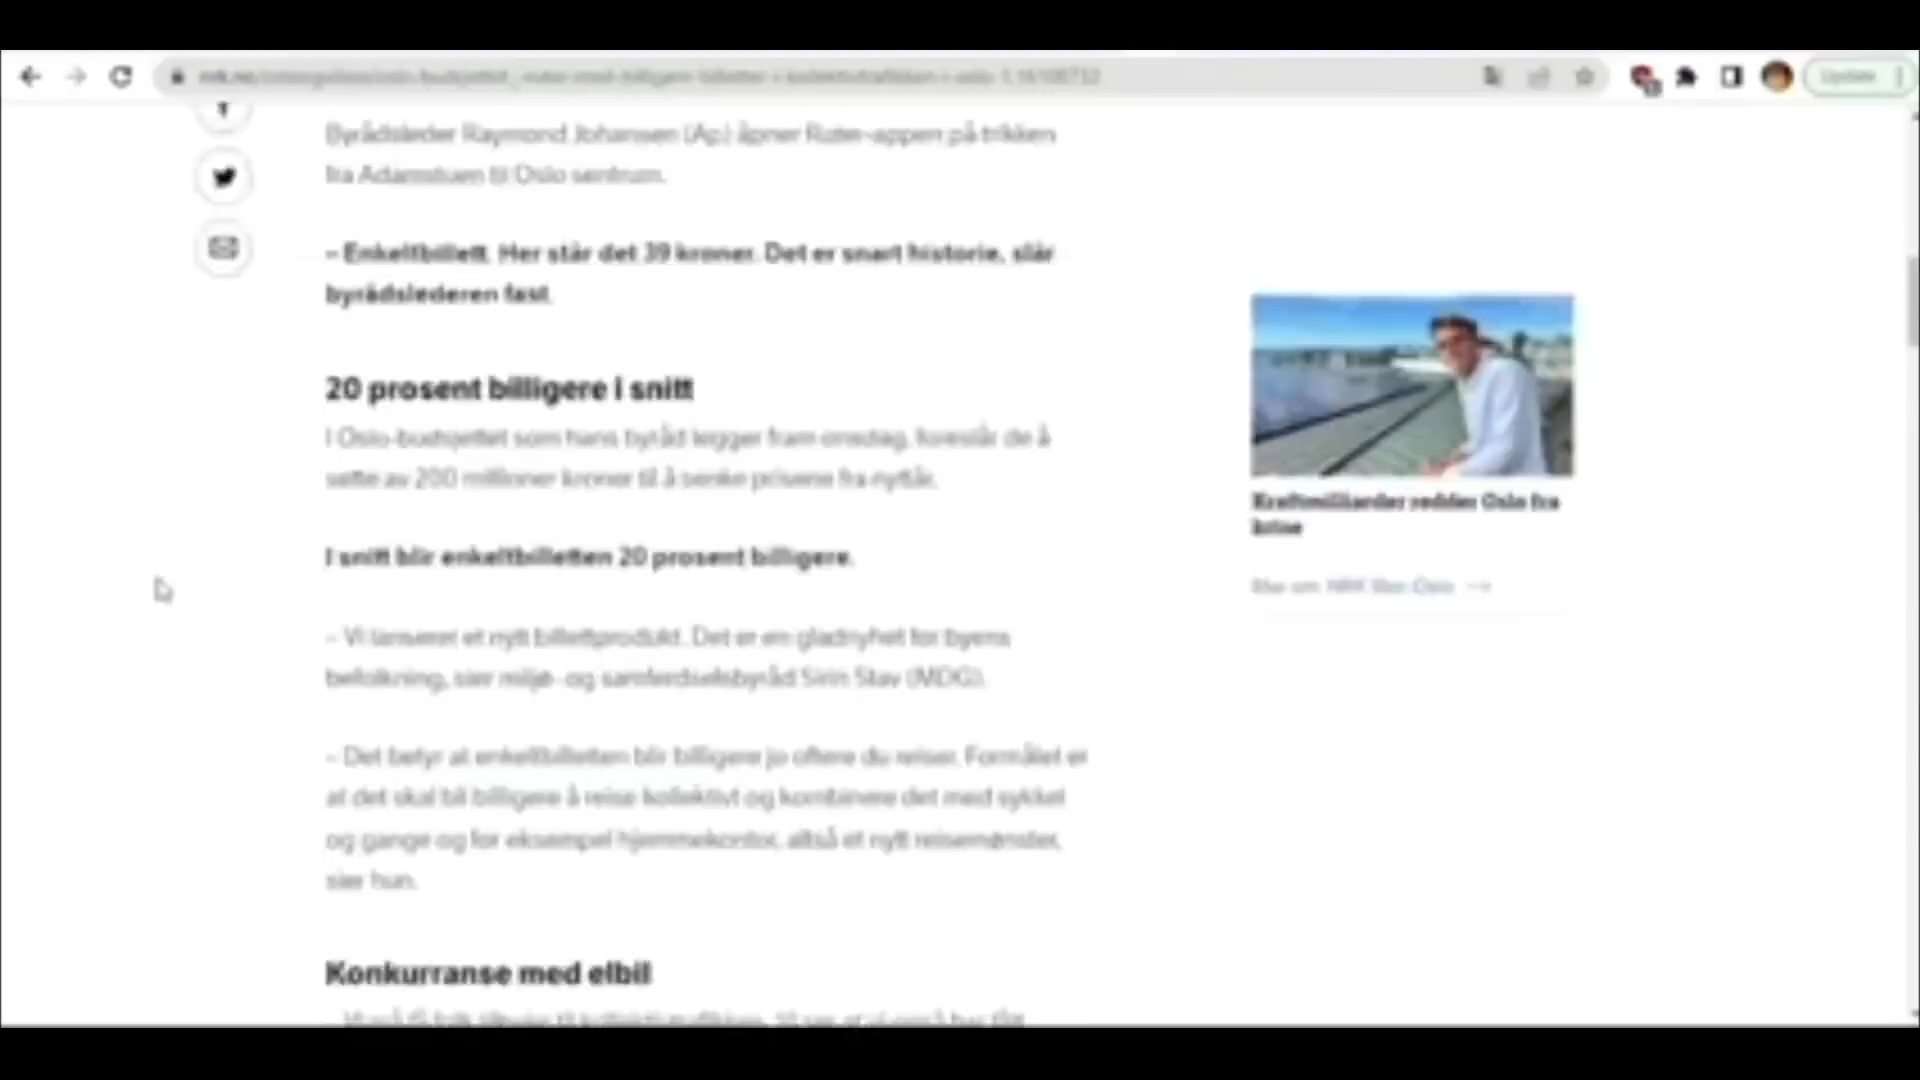 Update
Byrådsleder Raymond Johansen (Ap) åpner Ruter-appen på trikken
fra Adamstuen til Oslo sentrum.
– Enkeltbillett. Her står det 39 kroner. Det er snart historie, slår
byrådslederen fast.
20 prosent billigere i snitt
I Oslo-budsjettet som hans byråd legger fram onsdag, foreslår de å
sette av 200 millioner kroner til å senke prisene fra nyttår.
Kraftmilliarder redder Oslo fra
krise
I snitt blir enkeltbilletten 20 prosent billigere.
Mer om NRK Stor-Oslo →
– Vi lanserer et nytt billettprodukt. Det er en gladnyhet for byens
befolkning, sier miljø- og samferdselsbyråd Sirin Stav (MDG).
– Det betyr at enkeltbilletten blir billigere jo oftere du reiser. Formålet er
at det skal bli billigere å reise kollektivt og kombinere det med sykkel
og gange og for eksempel hjemmekontor, altså et nytt reisemønster,
sier hun.
Konkurranse med elbil